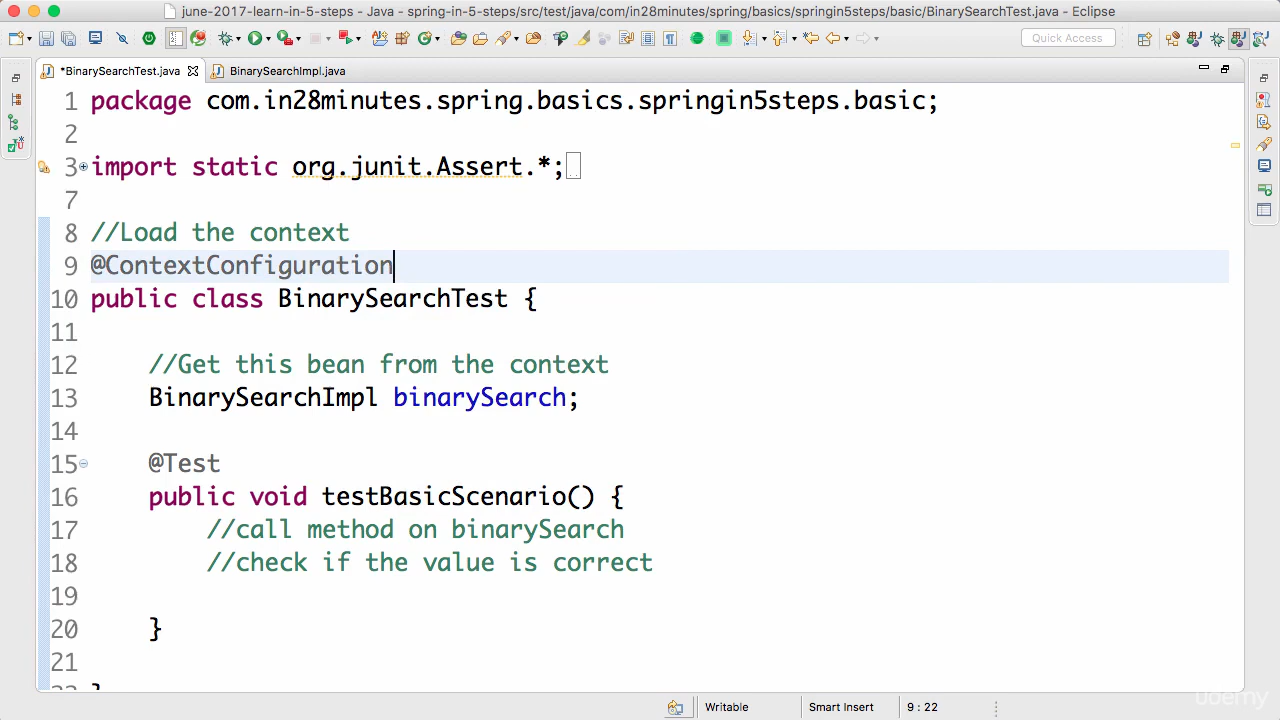 june-2017-learn-in-5-steps - Java - spring-in-5-steps/src/test/java/com/in28minutes/spring/basics/springin5steps/basic/BinarySearchTest.java - Eclipse
Quick Access
*BinarySearchTest.java
BinarySearchImpl.java
1 package com.in28minutes.spring.basics.springin5steps.basic;
2
3 import static org.junit.Assert.*;
7
8 //Load the context
9 @ContextConfiguration
10 public class BinarySearchTest {
11
12 //Get this bean from the context
13 BinarySearchImpl binarySearch;
14
15 @Test
16 public void testBasicScenario() {
17 //call method on binarySearch
18 //check if the value is correct
19
20 }
21
22 }
Writable
Smart Insert
9 : 22
udemy